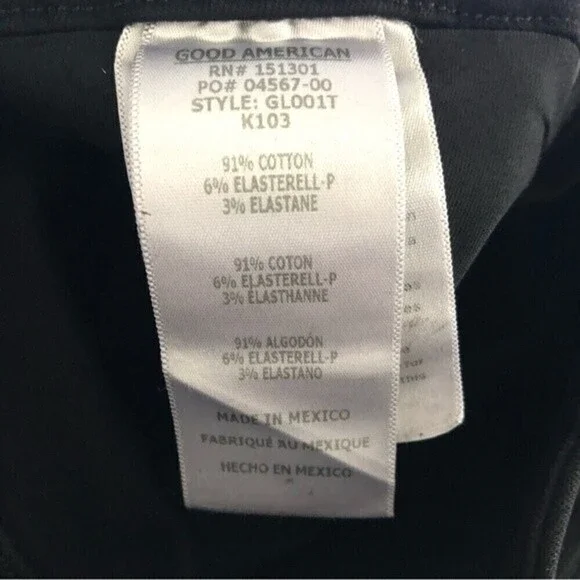 GOOD AMERICAN
RN# 151301
PO# 04567-00
STYLE: GL001T
K103
91% COTTON
6% ELASTERELL-P
3% ELASTANE
91% COTON
6% ELASTERELL-P
3% ELASTHANNE
91% ALGODÓN
6% ELASTERELL-P
3% ELASTANO
MADE IN MEXICO
FABRIQUÉ AU MEXIQUE
HECHO EN MEXICO